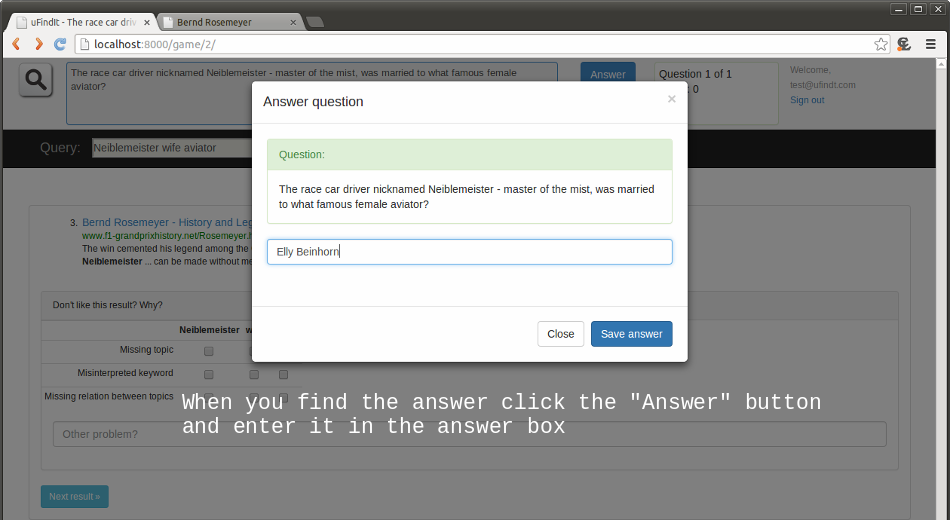 uFindIt - The race car driv
Bernd Rosemeyer
localhost:8000/game/2/
The race car driver nicknamed Neiblemeister - master of the mist, was married to what famous female
aviator?
Answer
Question 1 of 1
: 0
Welcome,
test@ufindt.com
Sign out
Query:
Neiblemeister wife aviator
Answer question
×
Question:
The race car driver nicknamed Neiblemeister - master of the mist, was married
to what famous female aviator?
Elly Beinhorn
Close
Save answer
3. Bernd Rosemeyer - History and Leg
www.f1-grandprixhistory.net/Rosemeyer.h
The win cemented his legend among the
Neiblemeister ... can be made without me
Don't like this result? Why?
Neiblemeister w
Missing topic
Misinterpreted keyword
Missing relation between topics
When you find the answer click the "Answer" button
and enter it in the answer box
Other problem?
Next result »